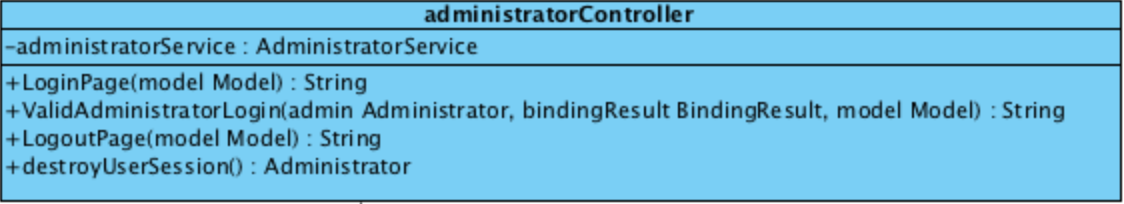 administratorController
-administratorService : AdministratorService
+LoginPage(model Model) : String
+ValidAdministratorLogin(admin Administrator, bindingResult BindingResult, model Model) : String
+LogoutPage(model Model) : String
+destroyUserSession() : Administrator